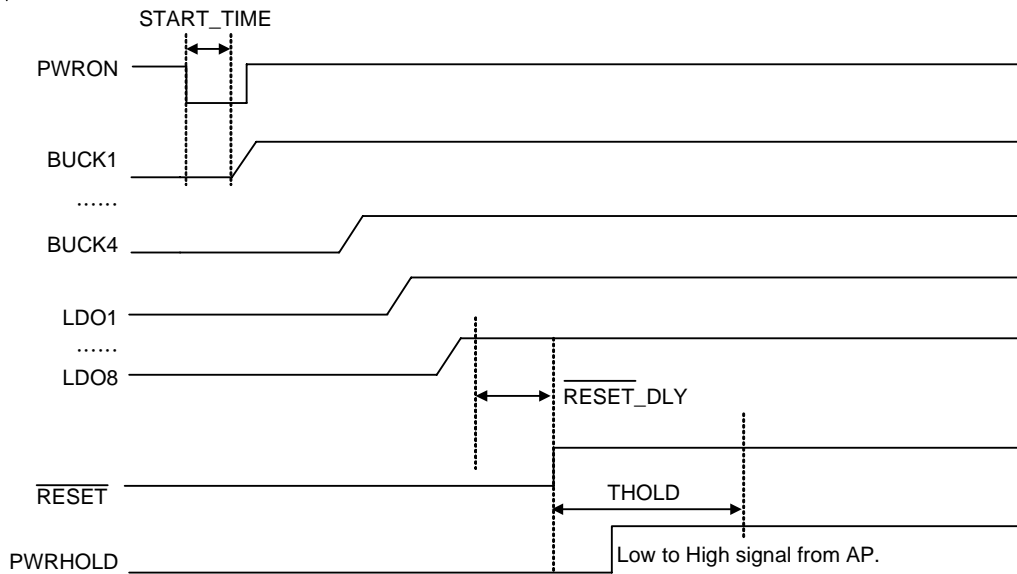 START_TIME
PWRON
BUCK1
......
BUCK4
LDO1
......
LDO8
RESET_DLY
RESET
THOLD
PWRHOLD
Low to High signal from AP.